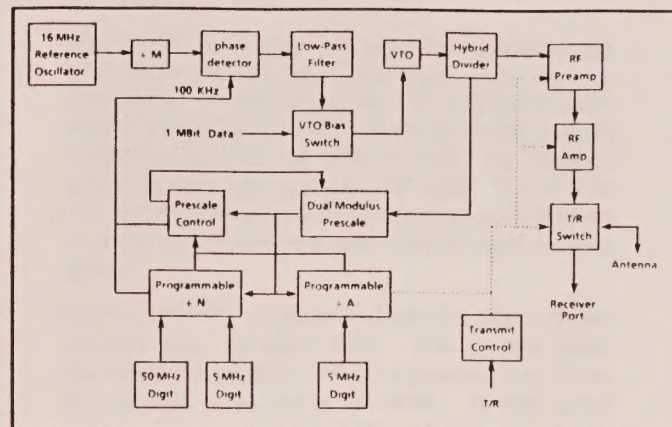 16 MHz
Reference
Oscillator
÷ M
phase
detector
Low-Pass
Filter
VTO
Hybrid
Divider
RF
Preamp
100 KHz
1 MBit Data
VTO Bias
Switch
RF
Amp
Prescale
Control
Dual Modulus
Prescale
T/R
Switch
Antenna
Programmable
÷ N
Programmable
÷ A
Receiver
Port
Transmit
Control
50 MHz
Digit
5 MHz
Digit
5 MHz
Digit
T/R